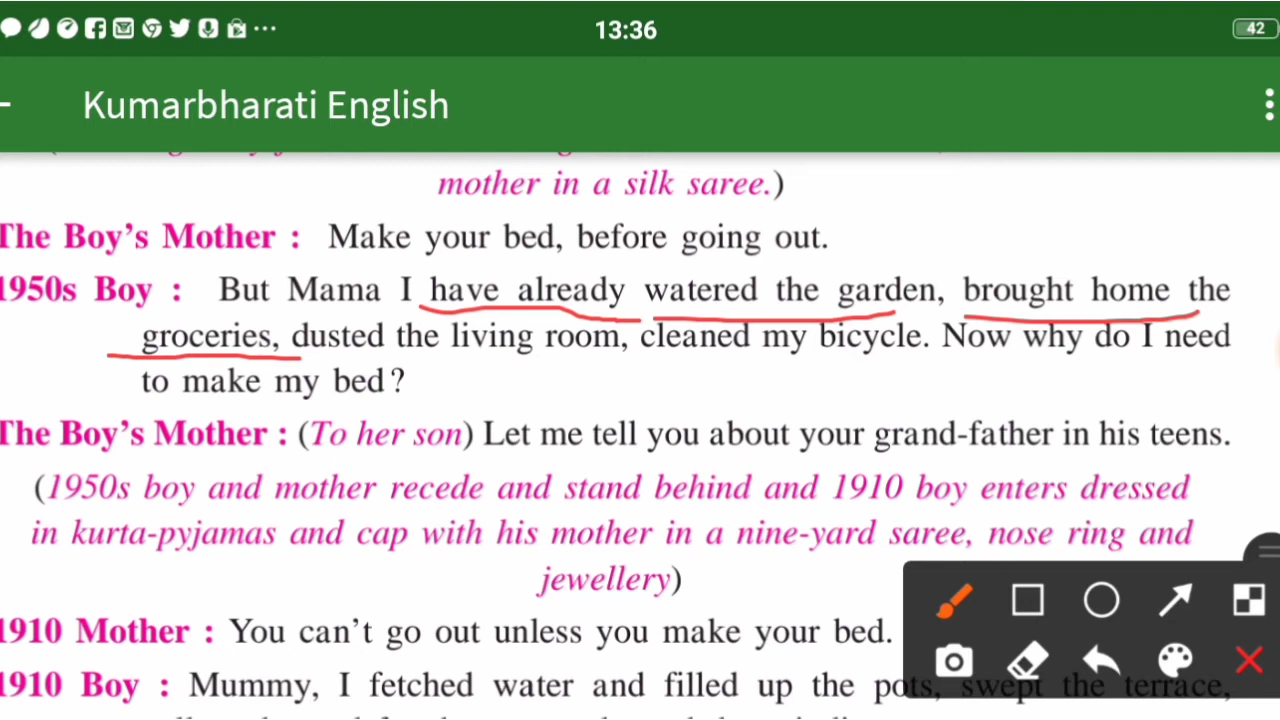 13:36
42
Kumarbharati English
mother in a silk saree.)
The Boy's Mother : Make your bed, before going out.
1950s Boy : But Mama I have already watered the garden, brought home the
groceries, dusted the living room, cleaned my bicycle. Now why do I need
to make my bed?
The Boy's Mother : (To her son) Let me tell you about your grand-father in his teens.
(1950s boy and mother recede and stand behind and 1910 boy enters dressed
in kurta-pyjamas and cap with his mother in a nine-yard saree, nose ring and
jewellery)
1910 Mother : You can't go out unless you make your bed.
1910 Boy : Mummy, I fetched water and filled up the pots, swept the terrace,